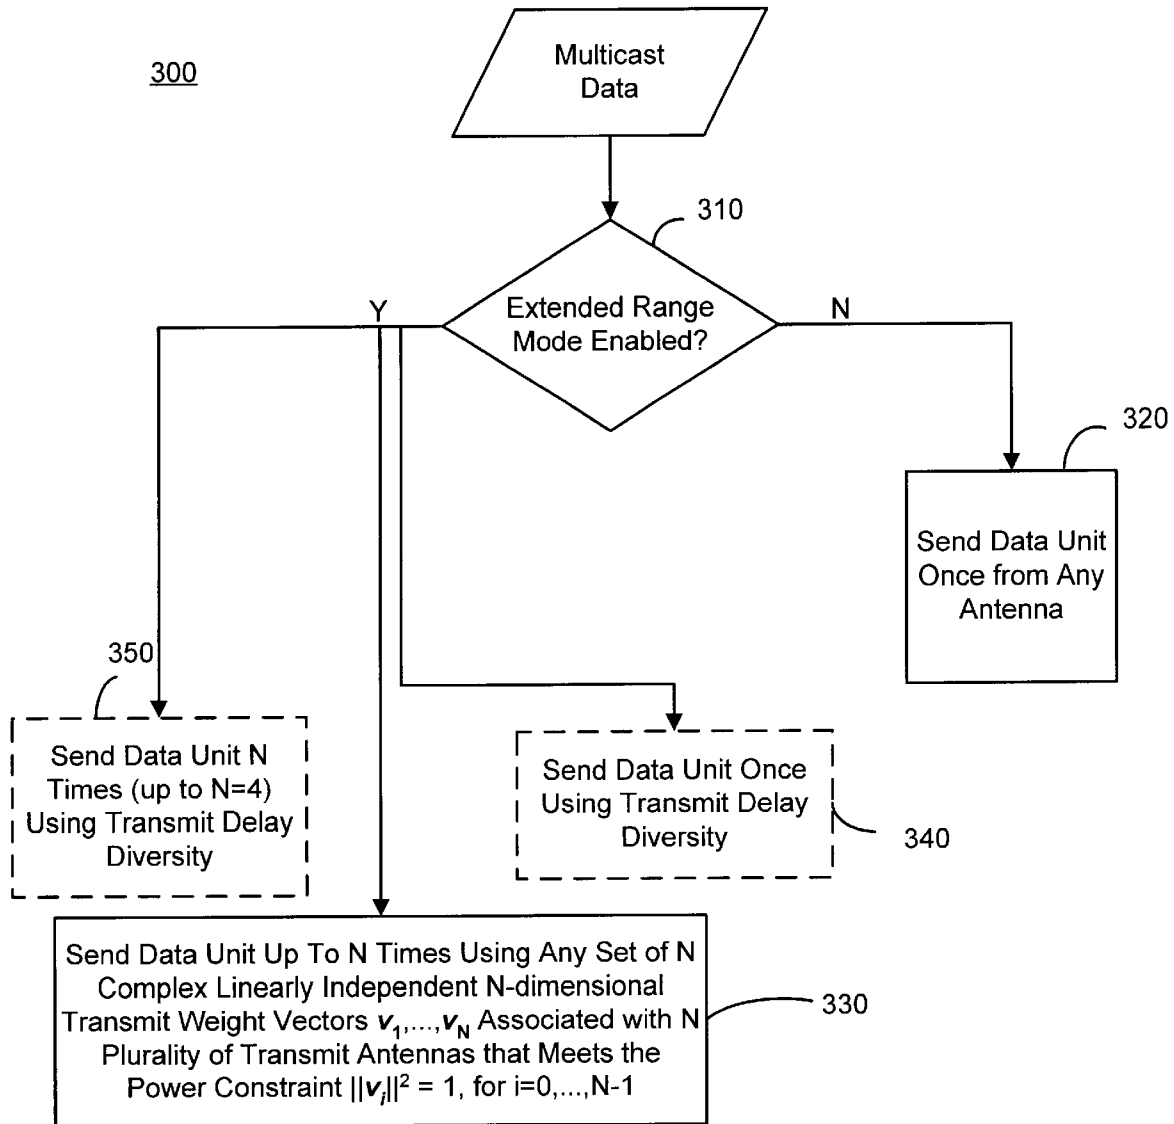 300
Multicast
Data
310
Extended Range
Mode Enabled?
Y
N
320
Send Data Unit
Once from Any
Antenna
350
Send Data Unit N
Times (up to N=4)
Using Transmit Delay
Diversity
Send Data Unit Once
Using Transmit Delay
Diversity
340
Send Data Unit Up To N Times Using Any Set of N
Complex Linearly Independent N-dimensional
Transmit Weight Vectors v₁,...,v_N Associated with N
Plurality of Transmit Antennas that Meets the
Power Constraint ||vᵢ||² = 1, for i=0,...,N-1
330